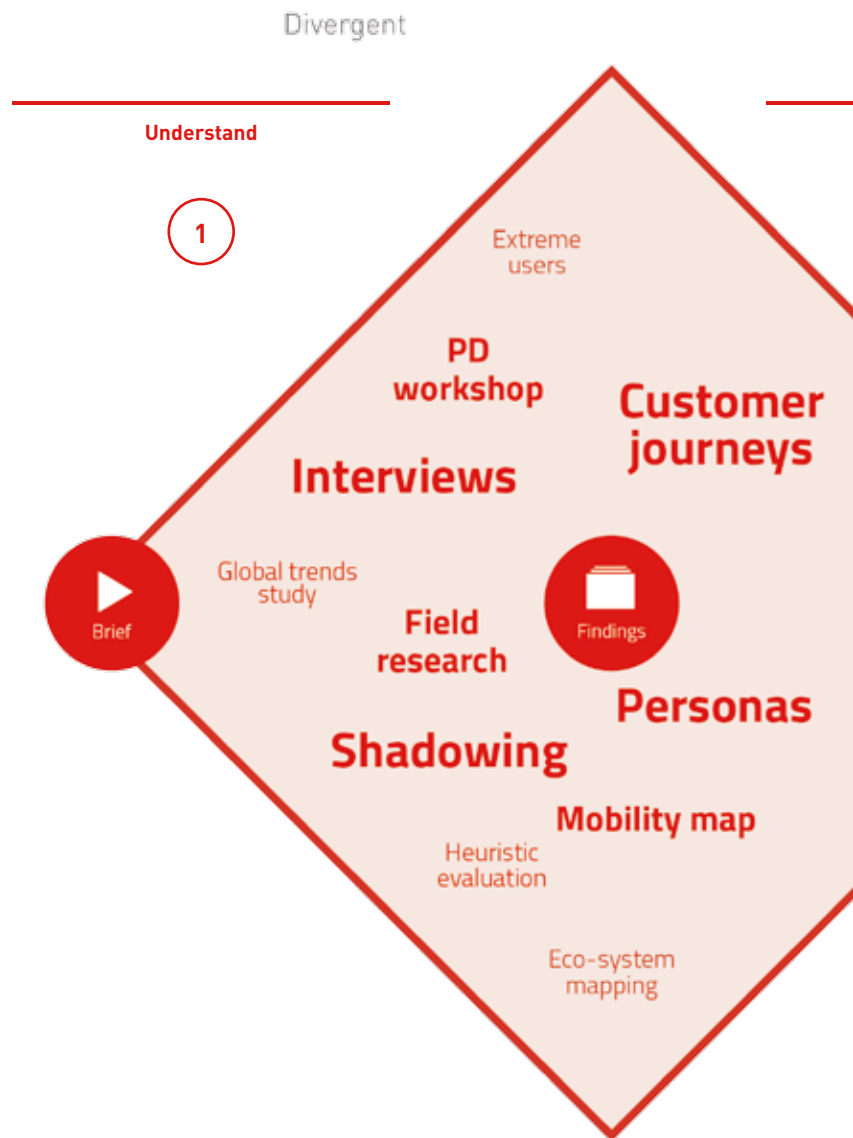 Divergent
Understand
1
Extreme
users
PD
workshop
Customer
journeys
Interviews
Global trends
study
Brief
Field
research
Findings
Personas
Shadowing
Mobility map
Heuristic
evaluation
Eco-system
mapping